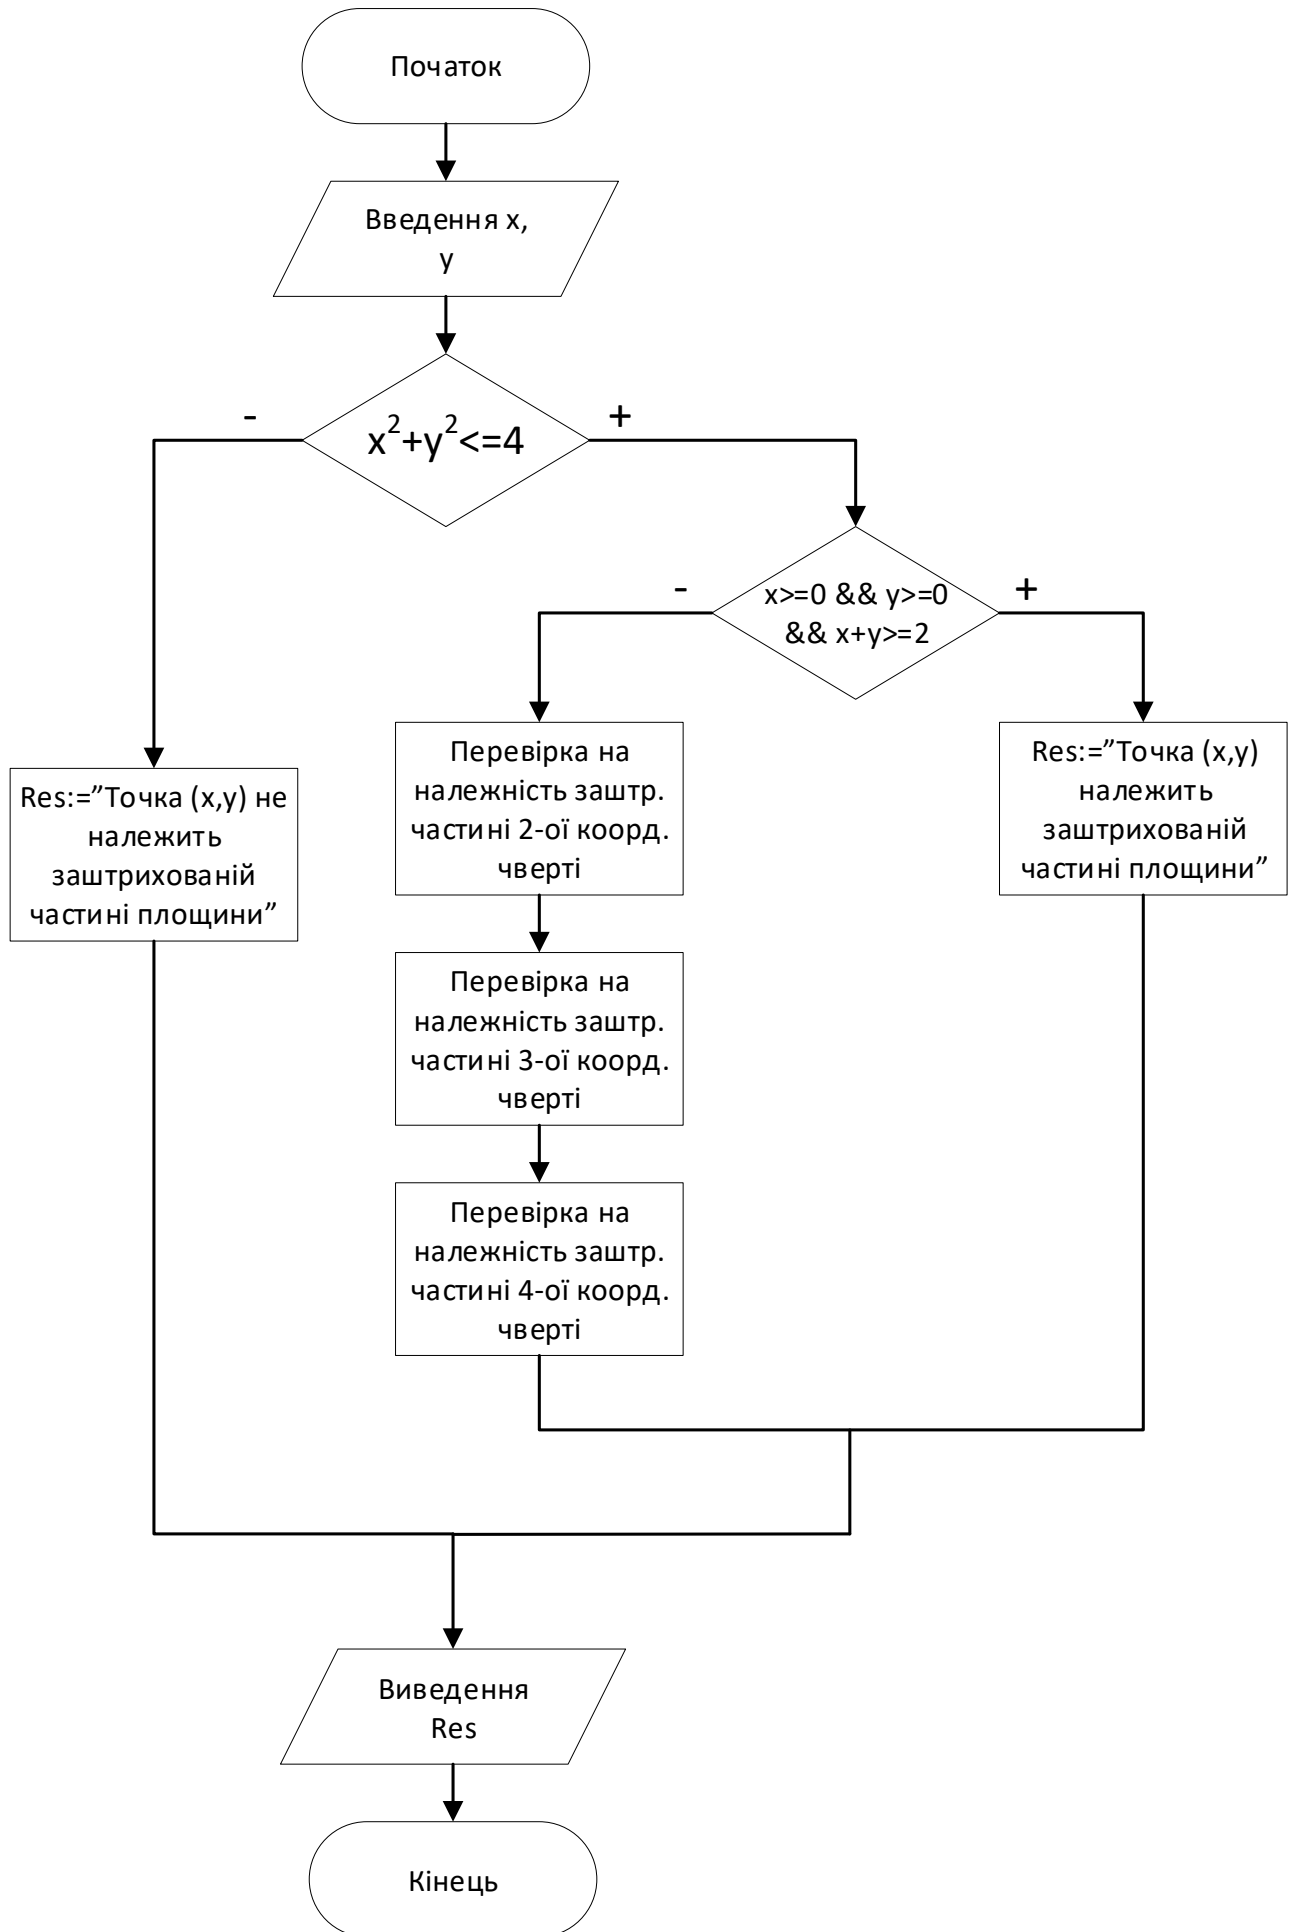 Початок
Введення x,
y
x²+y²<=4
-
+
x>=0 && y>=0
&& x+y>=2
-
+
Res:=”Точка (x,y) не
належить
заштрихованій
частині площини”
Перевірка на
належність заштр.
частині 2-ої коорд.
чверті
Res:=”Точка (x,y)
належить
заштрихованій
частині площини”
Перевірка на
належність заштр.
частині 3-ої коорд.
чверті
Перевірка на
належність заштр.
частині 4-ої коорд.
чверті
Виведення
Res
Кінець